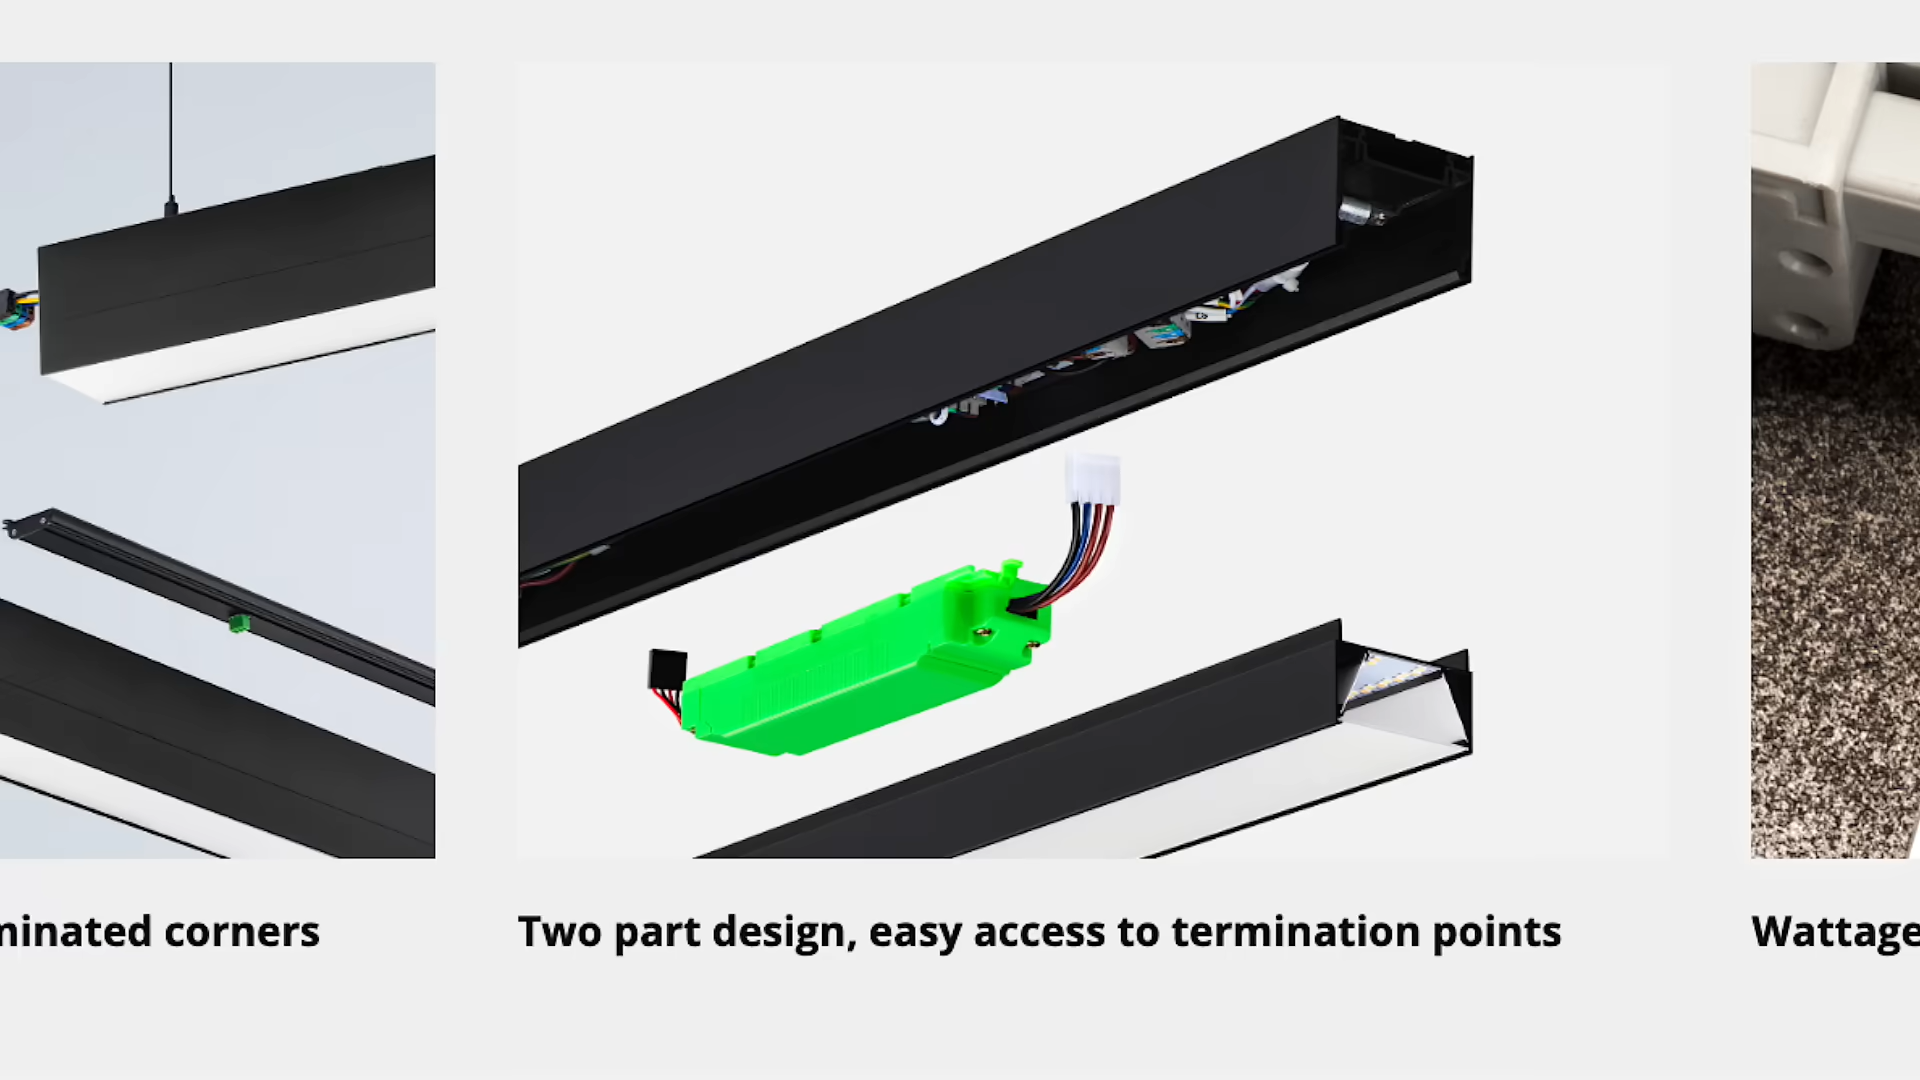 minated corners
Two part design, easy access to termination points
Wattage